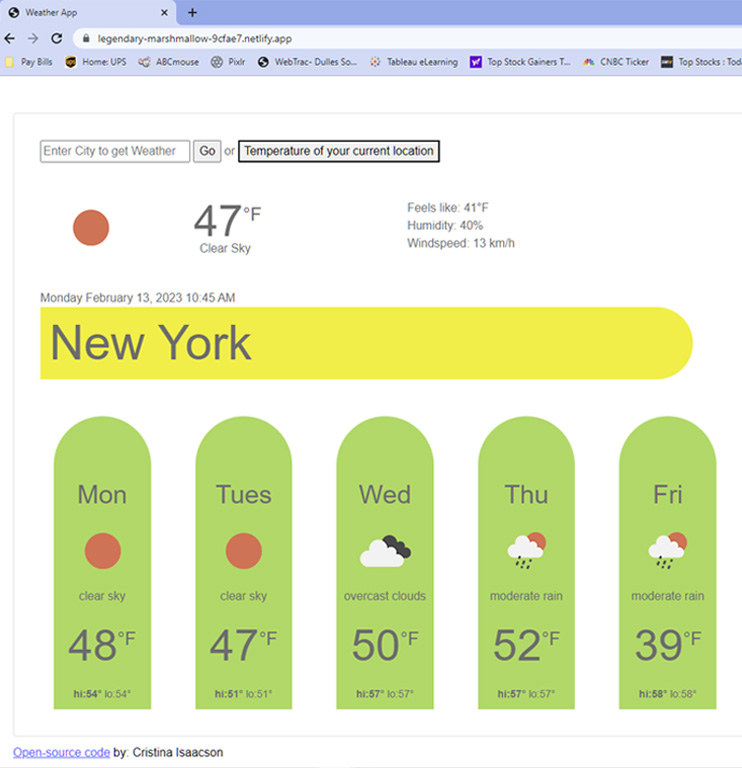 Weather App
legendary-marshmallow-9cfae7.netlify.app
Pay Bills Home: UPS ABCmouse Pixlr WebTrac- Dulles So... Tableau eLearning Top Stock Gainers T... CNBC Ticker Top Stocks : Tod
Enter City to get Weather Go or Temperature of your current location
47°F
Clear Sky
Feels like: 41°F
Humidity: 40%
Windspeed: 13 km/h
Monday February 13, 2023 10:45 AM
New York
Mon Tues Wed Thu Fri
clear sky clear sky overcast clouds moderate rain moderate rain
48°F 47°F 50°F 52°F 39°F
hi:54° lo:54° hi:51° lo:51° hi:57° lo:57° hi:57° lo:57° hi:58° lo:58°
Open-source code by: Cristina Isaacson